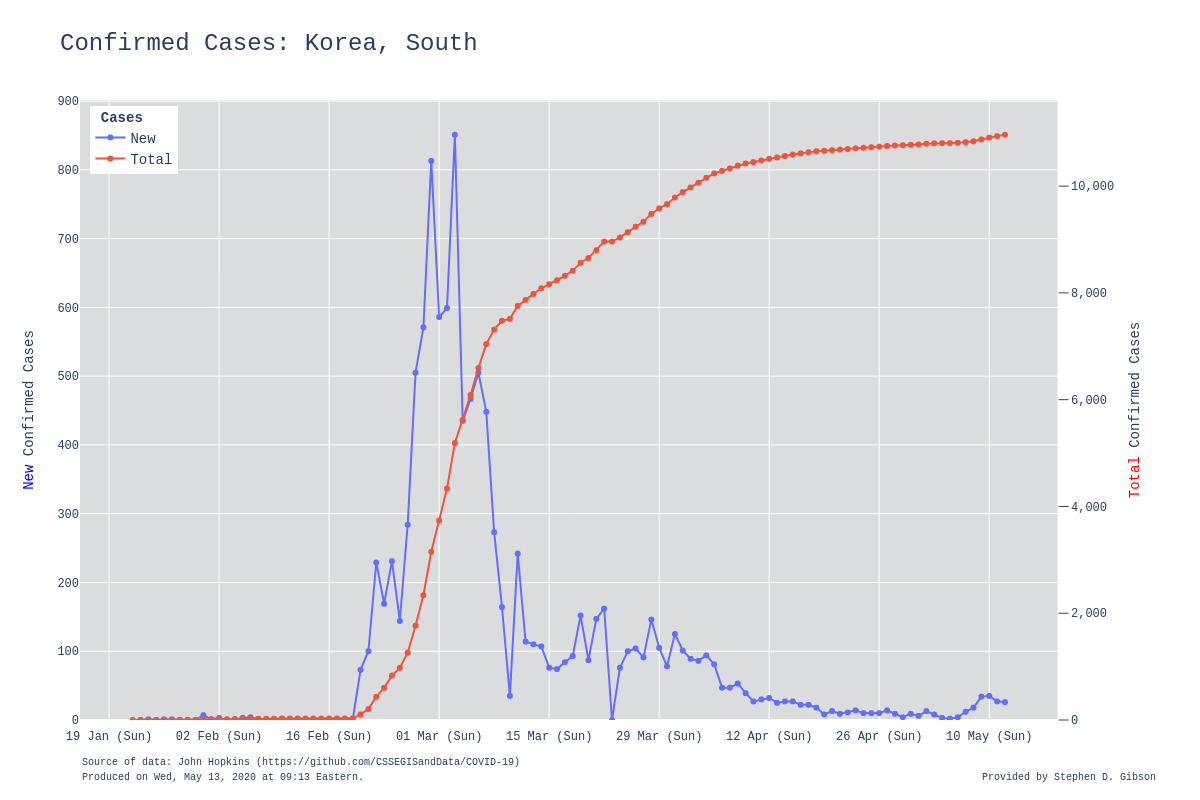 Confirmed Cases: Korea, South
Cases
New
Total
900
800
700
600
500
400
300
200
100
0
New Confirmed Cases
10,000
8,000
6,000
4,000
2,000
0
Total Confirmed Cases
19 Jan (Sun) 02 Feb (Sun) 16 Feb (Sun) 01 Mar (Sun) 15 Mar (Sun) 29 Mar (Sun) 12 Apr (Sun) 26 Apr (Sun) 10 May (Sun)
Source of data: John Hopkins (https://github.com/CSSEGISandData/COVID-19)
Produced on Wed, May 13, 2020 at 09:13 Eastern.
Provided by Stephen D. Gibson